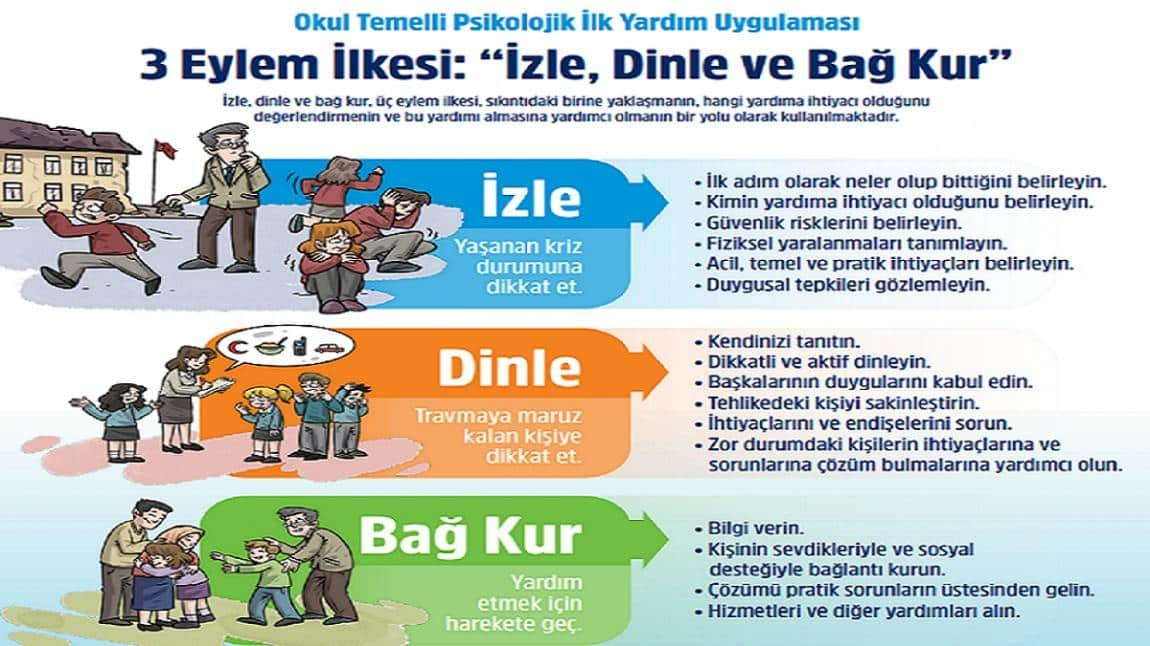 Okul Temelli Psikolojik İlk Yardım Uygulaması
3 Eylem İlkesi: “İzle, Dinle ve Bağ Kur”
İzle, dinle ve bağ kur, üç eylem ilkesi, sıkıntıdaki birine yaklaşmanın, hangi yardıma ihtiyacı olduğunu
değerlendirmenin ve bu yardımı almasına yardımcı olmanın bir yolu olarak kullanılmaktadır.
İzle
Yaşanan kriz
durumuna
dikkat et.
• İlk adım olarak neler olup bittiğini belirleyin.
• Kimin yardıma ihtiyacı olduğunu belirleyin.
• Güvenlik risklerini belirleyin.
• Fiziksel yaralanmaları tanımlayın.
• Acil, temel ve pratik ihtiyaçları belirleyin.
• Duygusal tepkileri gözlemleyin.
Dinle
Travmaya maruz
kalan kişiye
dikkat et.
• Kendinizi tanıtın.
• Dikkatli ve aktif dinleyin.
• Başkalarının duygularını kabul edin.
• Tehlikedeki kişiyi sakinleştirin.
• İhtiyaçlarını ve endişelerini sorun.
• Zor durumdaki kişilerin ihtiyaçlarına ve
sorunlarına çözüm bulmalarına yardımcı olun.
Bağ Kur
Yardım
etmek için
harekete geç.
• Bilgi verin.
• Kişinin sevdikleriyle ve sosyal
desteğiyle bağlantı kurun.
• Çözümü pratik sorunların üstesinden gelin.
• Hizmetleri ve diğer yardımları alın.